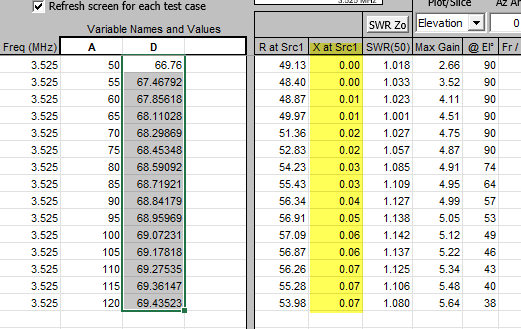 3.525 MHz Plot/Slice Az An
Refresh screen for each test case
SWR Zo Elevation 0
Variable Names and Values
Freq (MHz) A D R at Src1 X at Src1 SWR(50) Max Gain @ El° Fr /
3.525 50 66.76 49.13 0.00 1.018 2.66 90
3.525 55 67.46792 48.40 0.00 1.033 3.52 90
3.525 60 67.85618 48.87 0.01 1.023 4.11 90
3.525 65 68.11028 49.97 0.01 1.001 4.51 90
3.525 70 68.29869 51.36 0.02 1.027 4.75 90
3.525 75 68.45348 52.83 0.02 1.057 4.87 90
3.525 80 68.59092 54.23 0.03 1.085 4.91 74
3.525 85 68.71921 55.43 0.03 1.109 4.95 64
3.525 90 68.84179 56.34 0.04 1.127 4.99 57
3.525 95 68.95969 56.91 0.05 1.138 5.05 53
3.525 100 69.07231 57.09 0.06 1.142 5.12 49
3.525 105 69.17818 56.87 0.06 1.137 5.22 46
3.525 110 69.27535 56.26 0.07 1.125 5.34 43
3.525 115 69.36147 55.28 0.07 1.106 5.48 40
3.525 120 69.43523 53.98 0.07 1.080 5.64 38